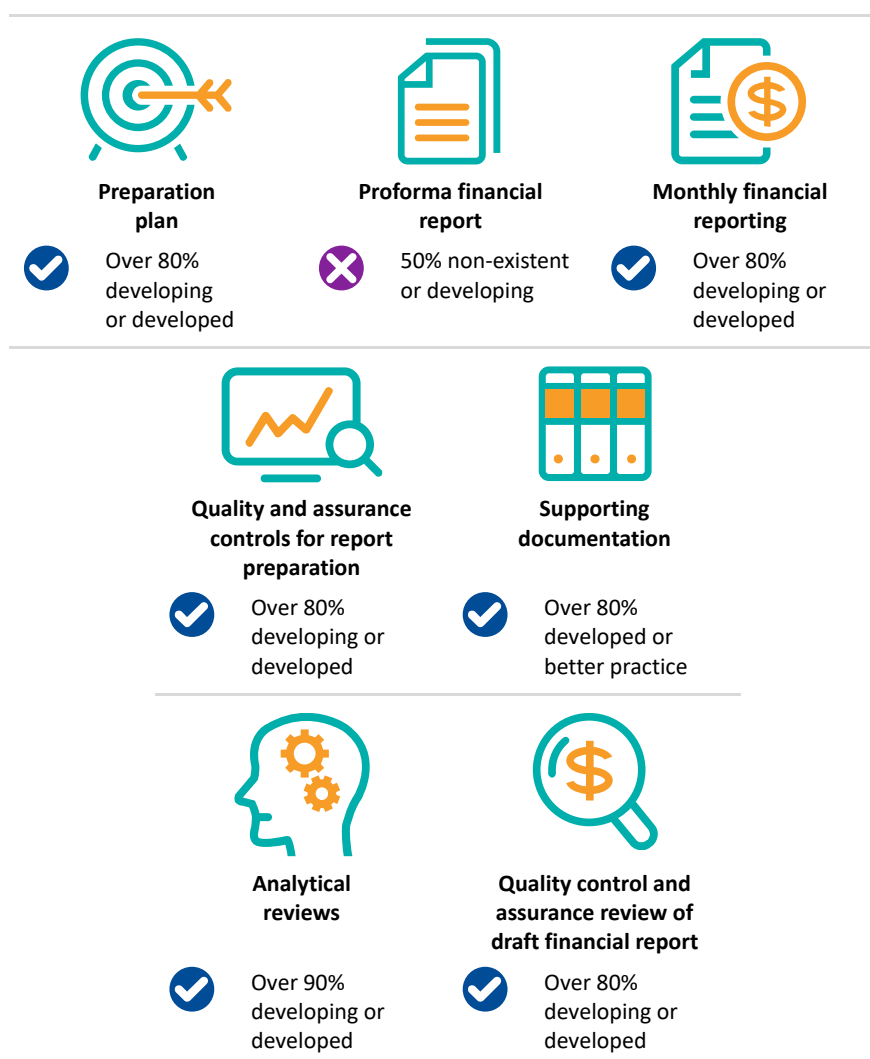 Preparation
plan
Over 80%
developing
or developed
Proforma financial
report
50% non-existent
or developing
Monthly financial
reporting
Over 80%
developing or
developed
Quality and assurance
controls for report
preparation
Over 80%
developing or
developed
Supporting
documentation
Over 80%
developed or
better practice
Analytical
reviews
Over 90%
developing or
developed
Quality control and
assurance review of
draft financial report
Over 80%
developing or
developed